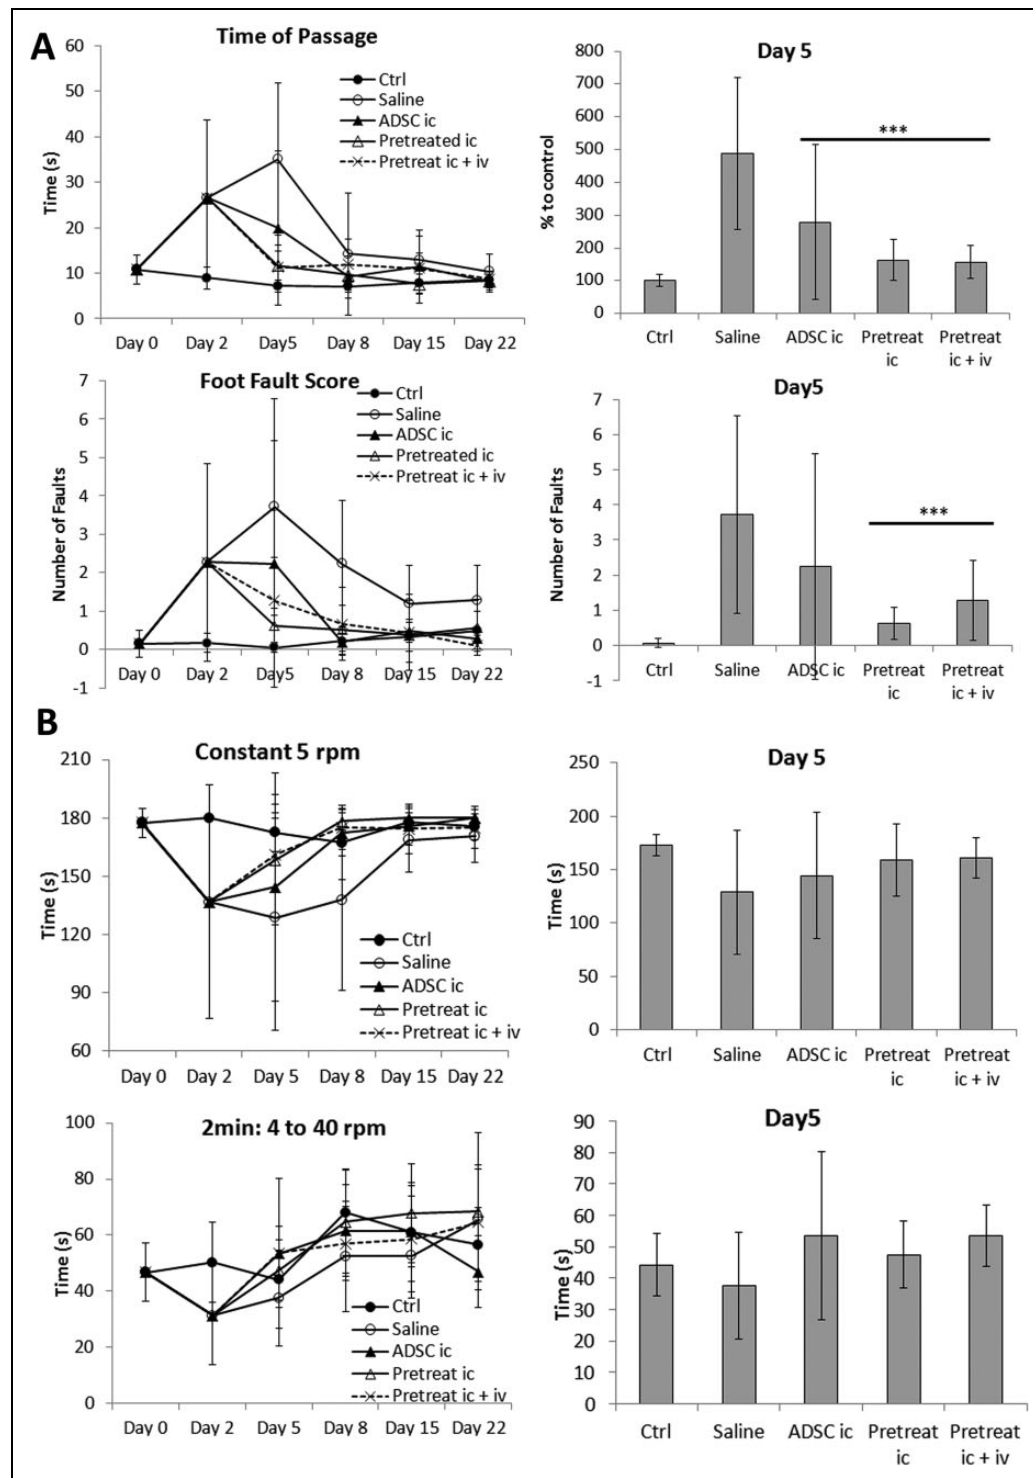 A
Time of Passage
60
50
40
30
20
10
0
Time (s)
Ctrl
Saline
ADSC ic
Pretreated ic
Pretreat ic + iv
Day 0 Day 2 Day5 Day 8 Day 15 Day 22
Day 5
800
700
600
500
400
300
200
100
0
% to control
***
Ctrl Saline ADSC ic Pretreat Pretreat
ic ic + iv
Foot Fault Score
7
6
5
4
3
2
1
0
-1
Number of Faults
Ctrl
Saline
ADSC ic
Pretreated ic
Pretreat ic + iv
Day 0 Day 2 Day5 Day 8 Day 15 Day 22
Day5
7
6
5
4
3
2
1
0
-1
Number of Faults
***
Ctrl Saline ADSC ic Pretreat Pretreat
ic ic + iv
B
Constant 5 rpm
210
180
150
120
90
60
Time (s)
Ctrl
Saline
ADSC ic
Pretreat ic
Pretreat ic + iv
Day 0 Day 2 Day 5 Day 8 Day 15 Day 22
Day 5
250
200
150
100
50
0
Time (s)
Ctrl Saline ADSC ic Pretreat Pretreat
ic ic + iv
2min: 4 to 40 rpm
100
80
60
40
20
0
Time (s)
Ctrl
Saline
ADSC ic
Pretreat ic
Pretreat ic + iv
Day 0 Day 2 Day 5 Day 8 Day 15 Day 22
Day5
90
80
70
60
50
40
30
20
10
0
Time (s)
Ctrl Saline ADSC ic Pretreat Pretreat
ic ic + iv